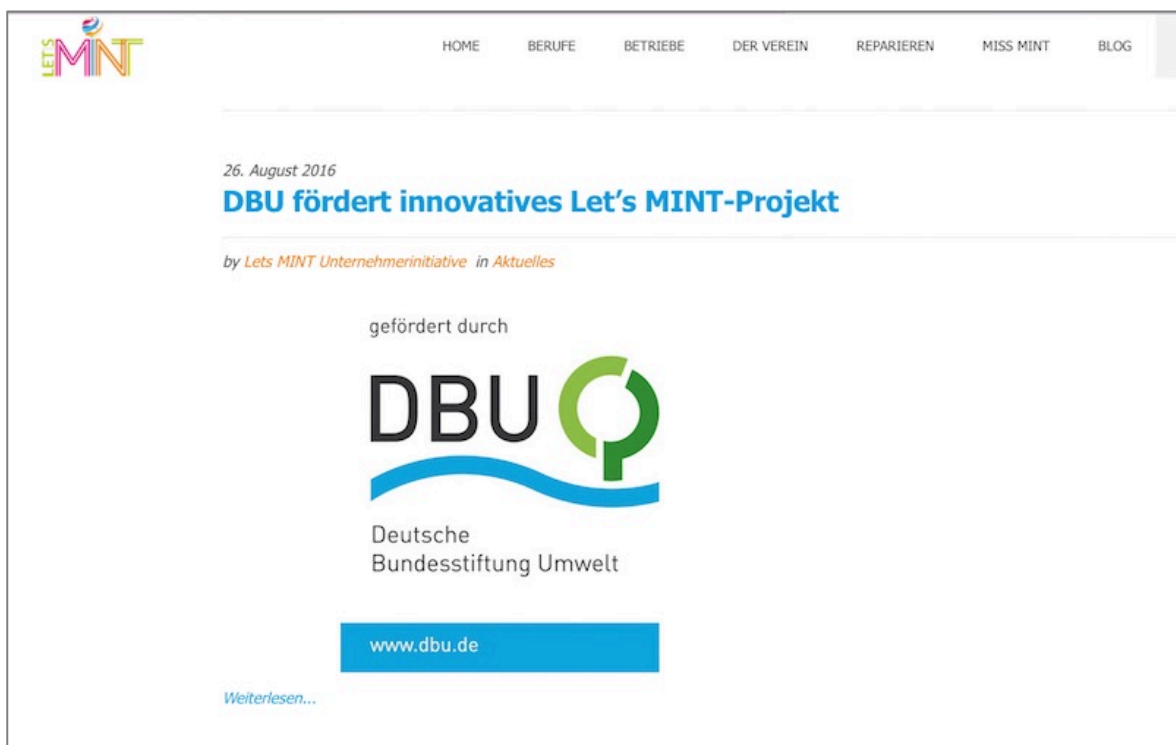 LET'S MINT
HOME BERUFE BETRIEBE DER VEREIN REPARIEREN MISS MINT BLOG
26. August 2016
DBU fördert innovatives Let’s MINT-Projekt
by Lets MINT Unternehmerinitiative in Aktuelles
gefördert durch
DBU
Deutsche
Bundesstiftung Umwelt
www.dbu.de
Weiterlesen...